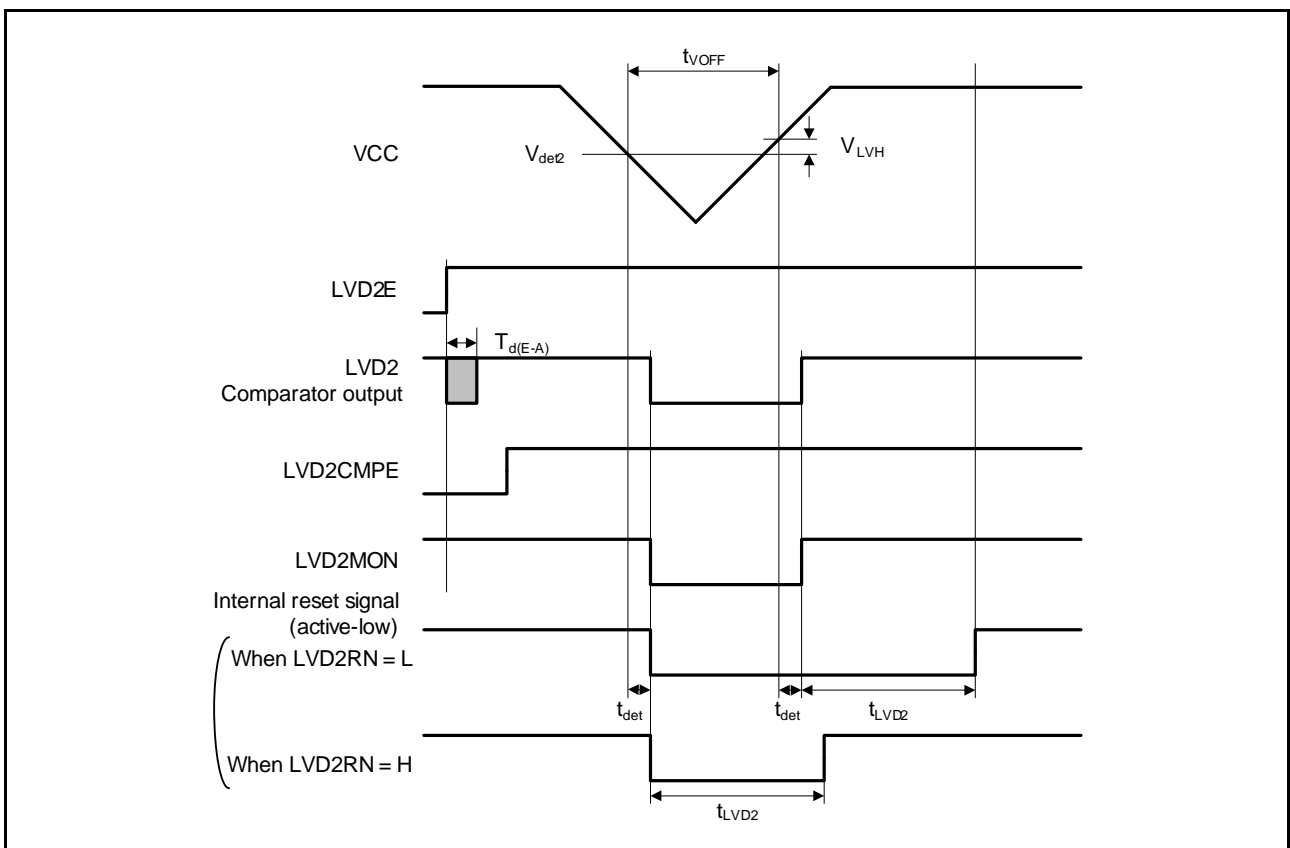 tVOFF
VCC
Vdet2
VLVH
LVD2E
Td(E-A)
LVD2
Comparator output
LVD2CMPE
LVD2MON
Internal reset signal
(active-low)
When LVD2RN = L
tdet
tdet
tLVD2
When LVD2RN = H
tLVD2